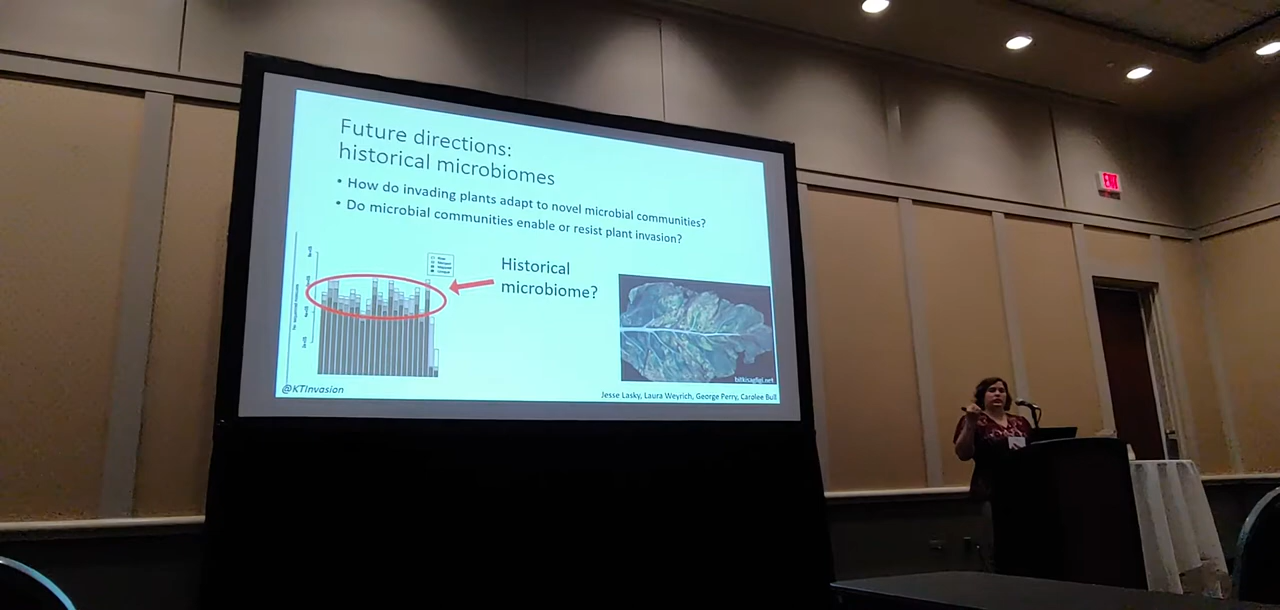 Future directions:
historical microbiomes
• How do invading plants adapt to novel microbial communities?
• Do microbial communities enable or resist plant invasion?
Historical
microbiome?
bitkisagligi.net
@KTInvasion
Jesse Lasky, Laura Weyrich, George Perry, Carolee Bull
EXIT